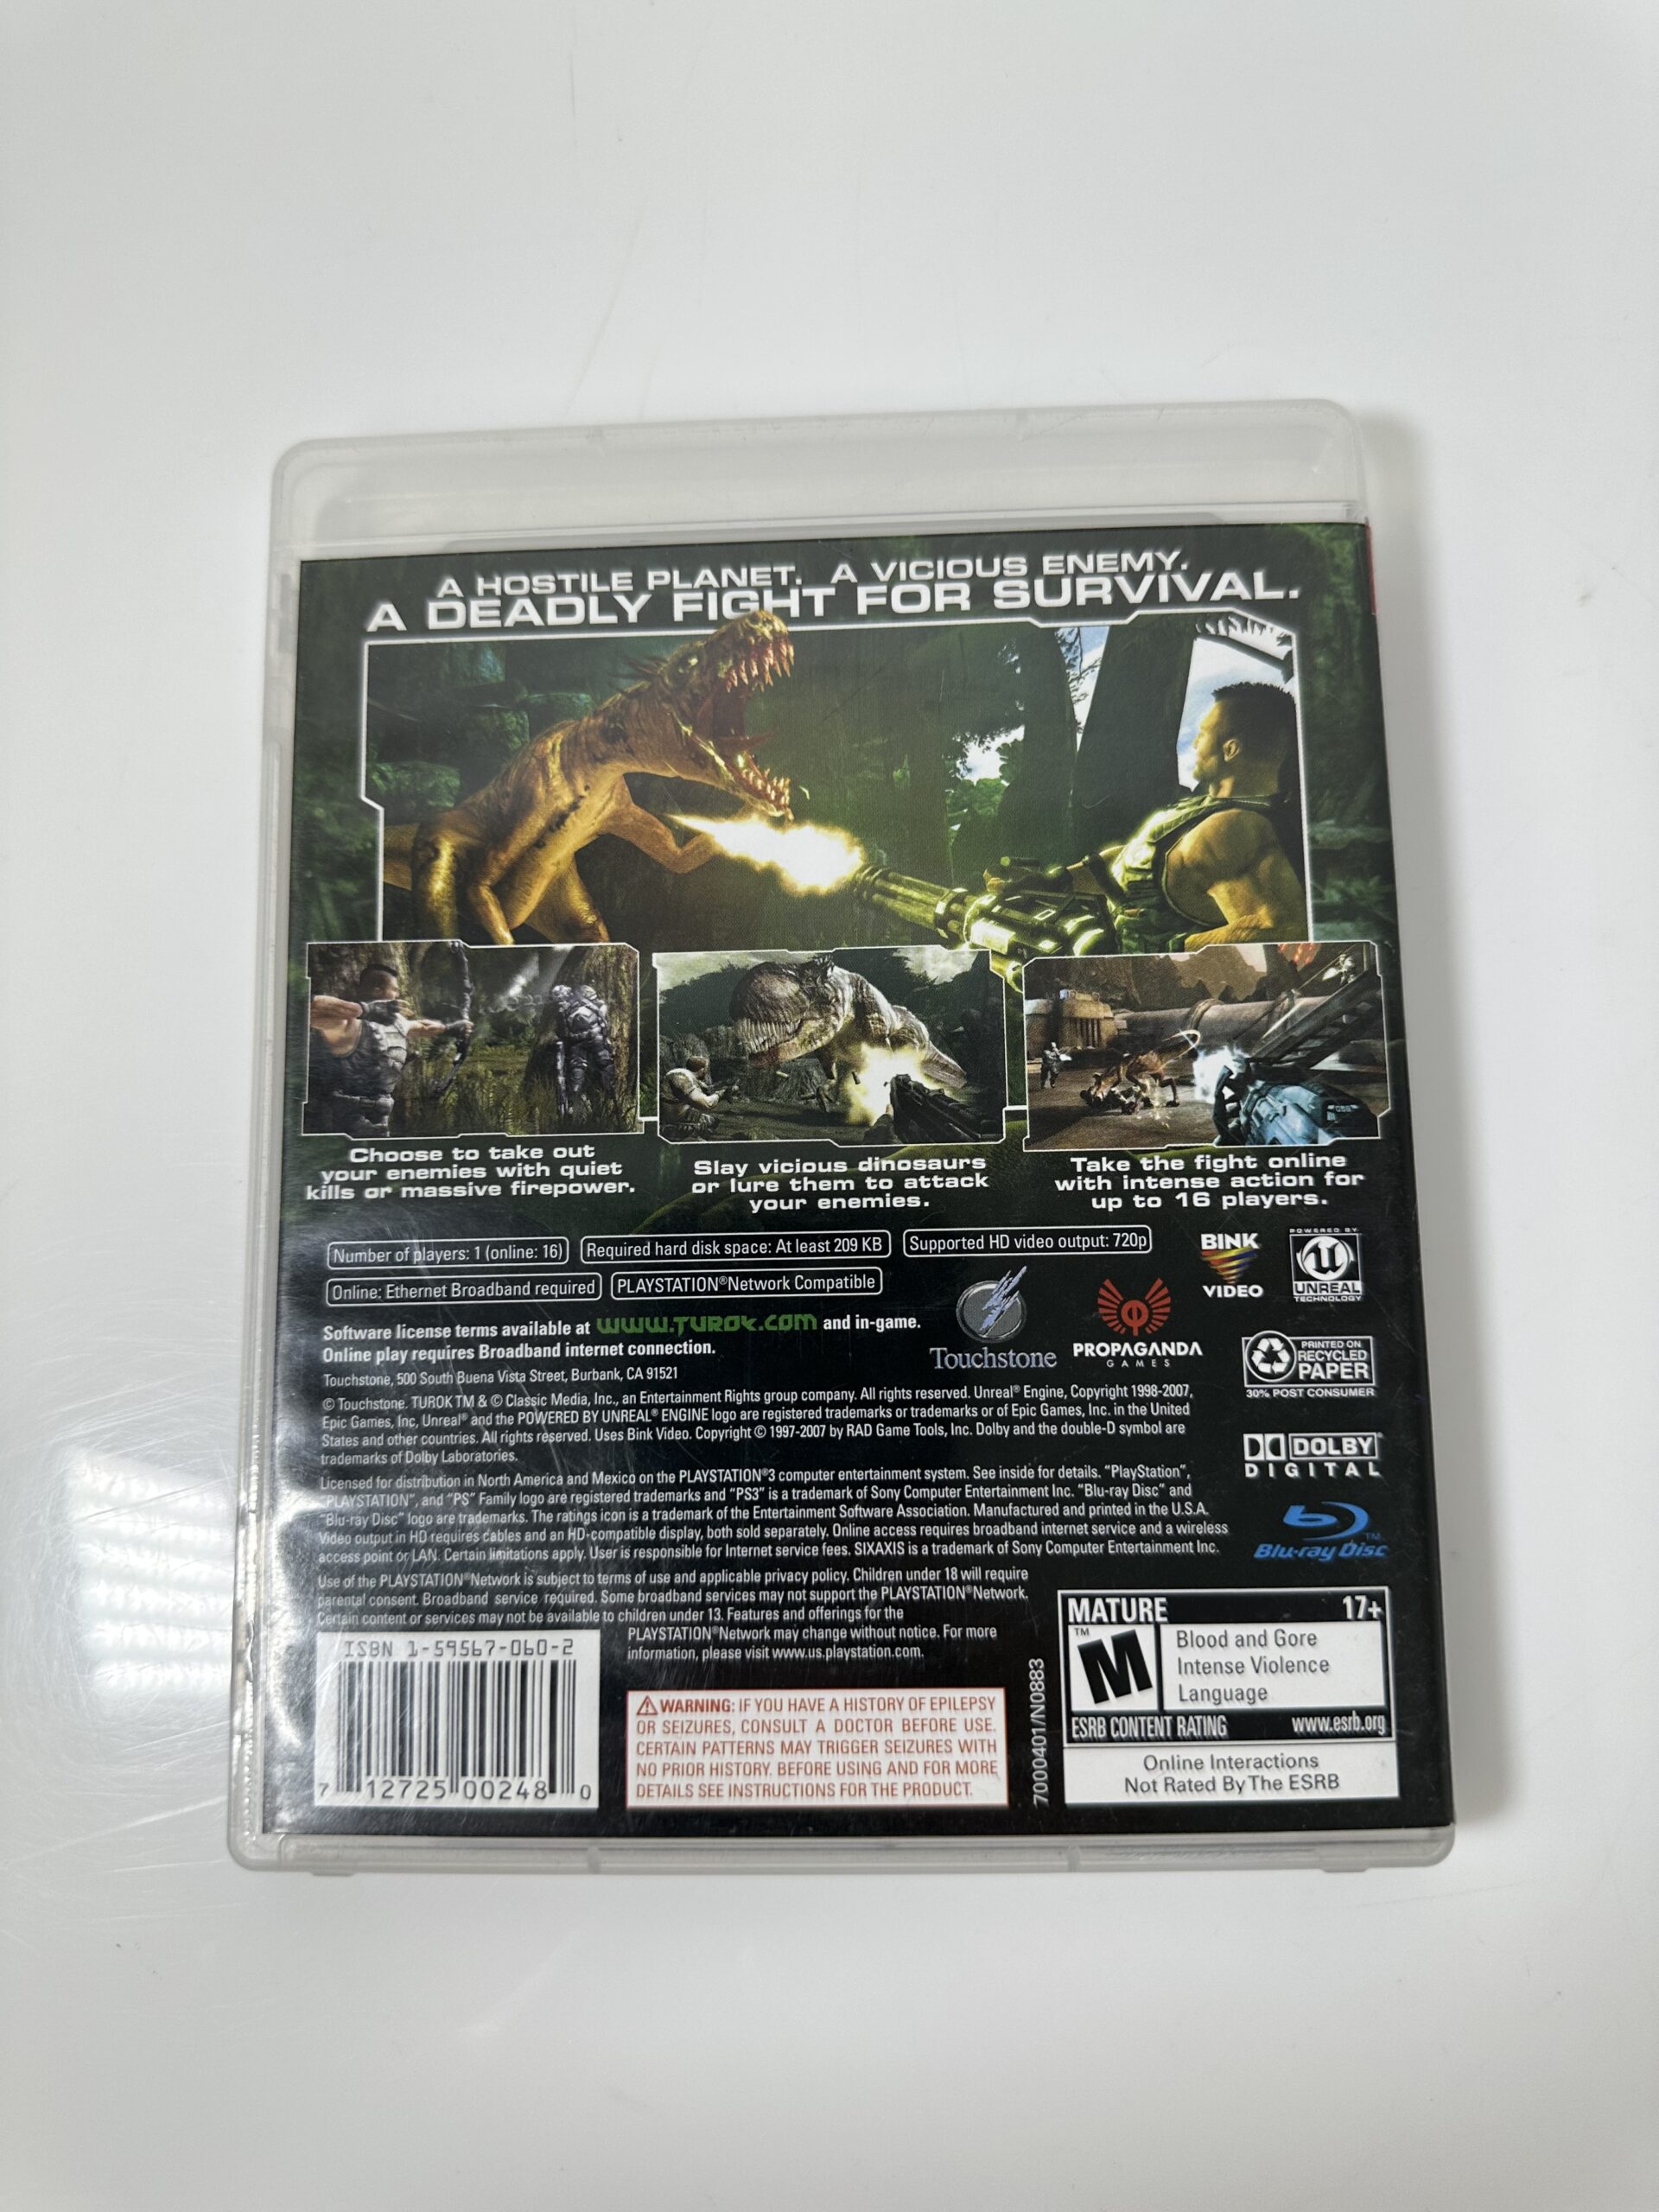 A HOSTILE PLANET. A VICIOUS ENEMY.
A DEADLY FIGHT FOR SURVIVAL.
Choose to take out
your enemies with quiet
kills or massive firepower.
Slay vicious dinosaurs
or lure them to attack
your enemies.
Take the fight online
with intense action for
up to 16 players.
Number of players: 1 (online: 16)
Required hard disk space: At least 209 KB
Supported HD video output: 720p
Online: Ethernet Broadband required
PLAYSTATION®Network Compatible
BINK
VIDEO
POWERED BY
UNREAL
TECHNOLOGY
Software license terms available at www.turok.com and in-game.
Online play requires Broadband internet connection.
Touchstone, 500 South Buena Vista Street, Burbank, CA 91521
Touchstone
PROPAGANDA
GAMES
PRINTED ON
RECYCLED
PAPER
30% POST CONSUMER
© Touchstone. TUROK TM & © Classic Media, Inc., an Entertainment Rights group company. All rights reserved. Unreal® Engine, Copyright 1998-2007,
Epic Games, Inc, Unreal® and the POWERED BY UNREAL® ENGINE logo are registered trademarks or trademarks or of Epic Games, Inc. in the United
States and other countries. All rights reserved. Uses Bink Video. Copyright © 1997-2007 by RAD Game Tools, Inc. Dolby and the double-D symbol are
trademarks of Dolby Laboratories.
DOLBY
DIGITAL
Licensed for distribution in North America and Mexico on the PLAYSTATION®3 computer entertainment system. See inside for details. "PlayStation",
"PLAYSTATION", and "PS" Family logo are registered trademarks and "PS3" is a trademark of Sony Computer Entertainment Inc. "Blu-ray Disc" and
"Blu-ray Disc" logo are trademarks. The ratings icon is a trademark of the Entertainment Software Association. Manufactured and printed in the U.S.A.
Video output in HD requires cables and an HD-compatible display, both sold separately. Online access requires broadband internet service and a wireless
access point or LAN. Certain limitations apply. User is responsible for Internet service fees. SIXAXIS is a trademark of Sony Computer Entertainment Inc.
Blu-ray Disc™
Use of the PLAYSTATION®Network is subject to terms of use and applicable privacy policy. Children under 18 will require
parental consent. Broadband service required. Some broadband services may not support the PLAYSTATION®Network.
Certain content or services may not be available to children under 13. Features and offerings for the
PLAYSTATION®Network may change without notice. For more
information, please visit www.us.playstation.com.
ISBN 1-59567-060-2
7 12725 00248 0
WARNING: IF YOU HAVE A HISTORY OF EPILEPSY
OR SEIZURES, CONSULT A DOCTOR BEFORE USE.
CERTAIN PATTERNS MAY TRIGGER SEIZURES WITH
NO PRIOR HISTORY. BEFORE USING AND FOR MORE
DETAILS SEE INSTRUCTIONS FOR THE PRODUCT.
7000401/N0883
MATURE 17+
M™
Blood and Gore
Intense Violence
Language
ESRB CONTENT RATING www.esrb.org
Online Interactions
Not Rated By The ESRB